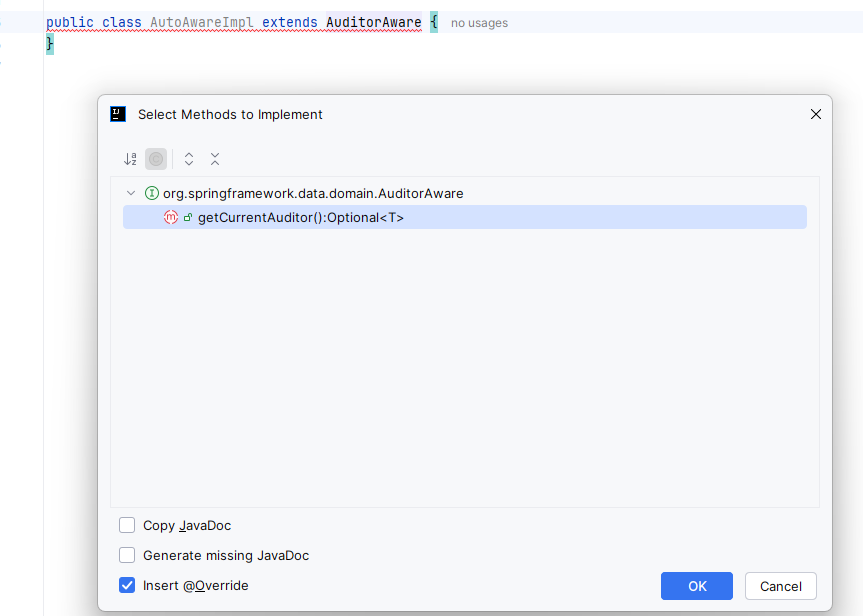 public class AutoAwareImpl extends AuditorAware { no usages
}
Select Methods to Implement
org.springframework.data.domain.AuditorAware
getCurrentAuditor():Optional<T>
Copy JavaDoc
Generate missing JavaDoc
Insert @Override
OK Cancel